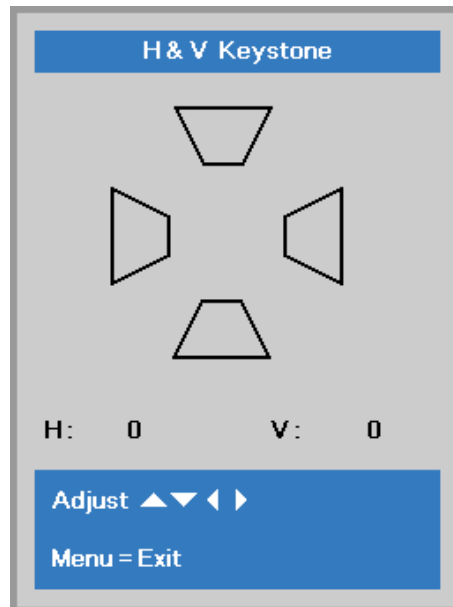 H & V Keystone
H: 0 V: 0
Adjust ▲▼◀▶
Menu = Exit